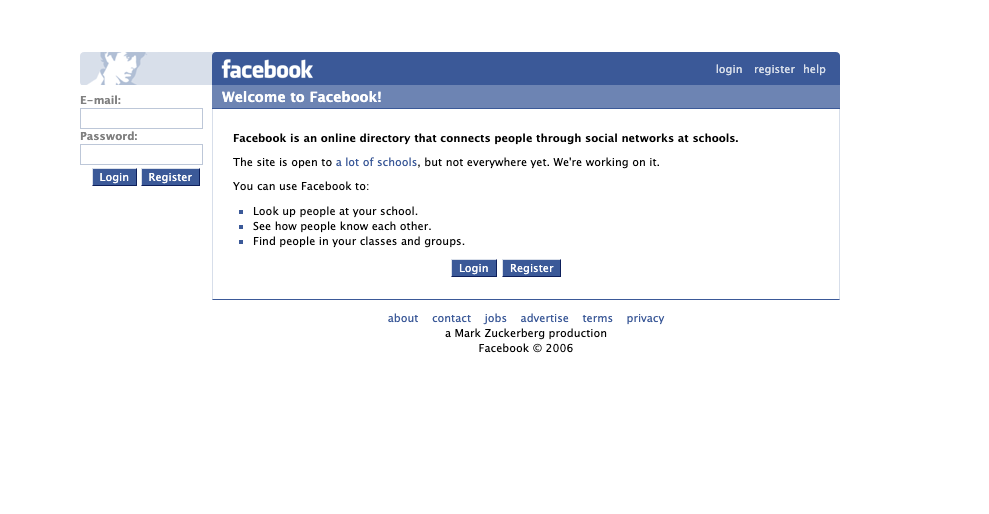 facebook
login register help
Welcome to Facebook!
E-mail:
Password:
Login Register
Facebook is an online directory that connects people through social networks at schools.
The site is open to a lot of schools, but not everywhere yet. We're working on it.
You can use Facebook to:
Look up people at your school.
See how people know each other.
Find people in your classes and groups.
Login Register
about contact jobs advertise terms privacy
a Mark Zuckerberg production
Facebook © 2006